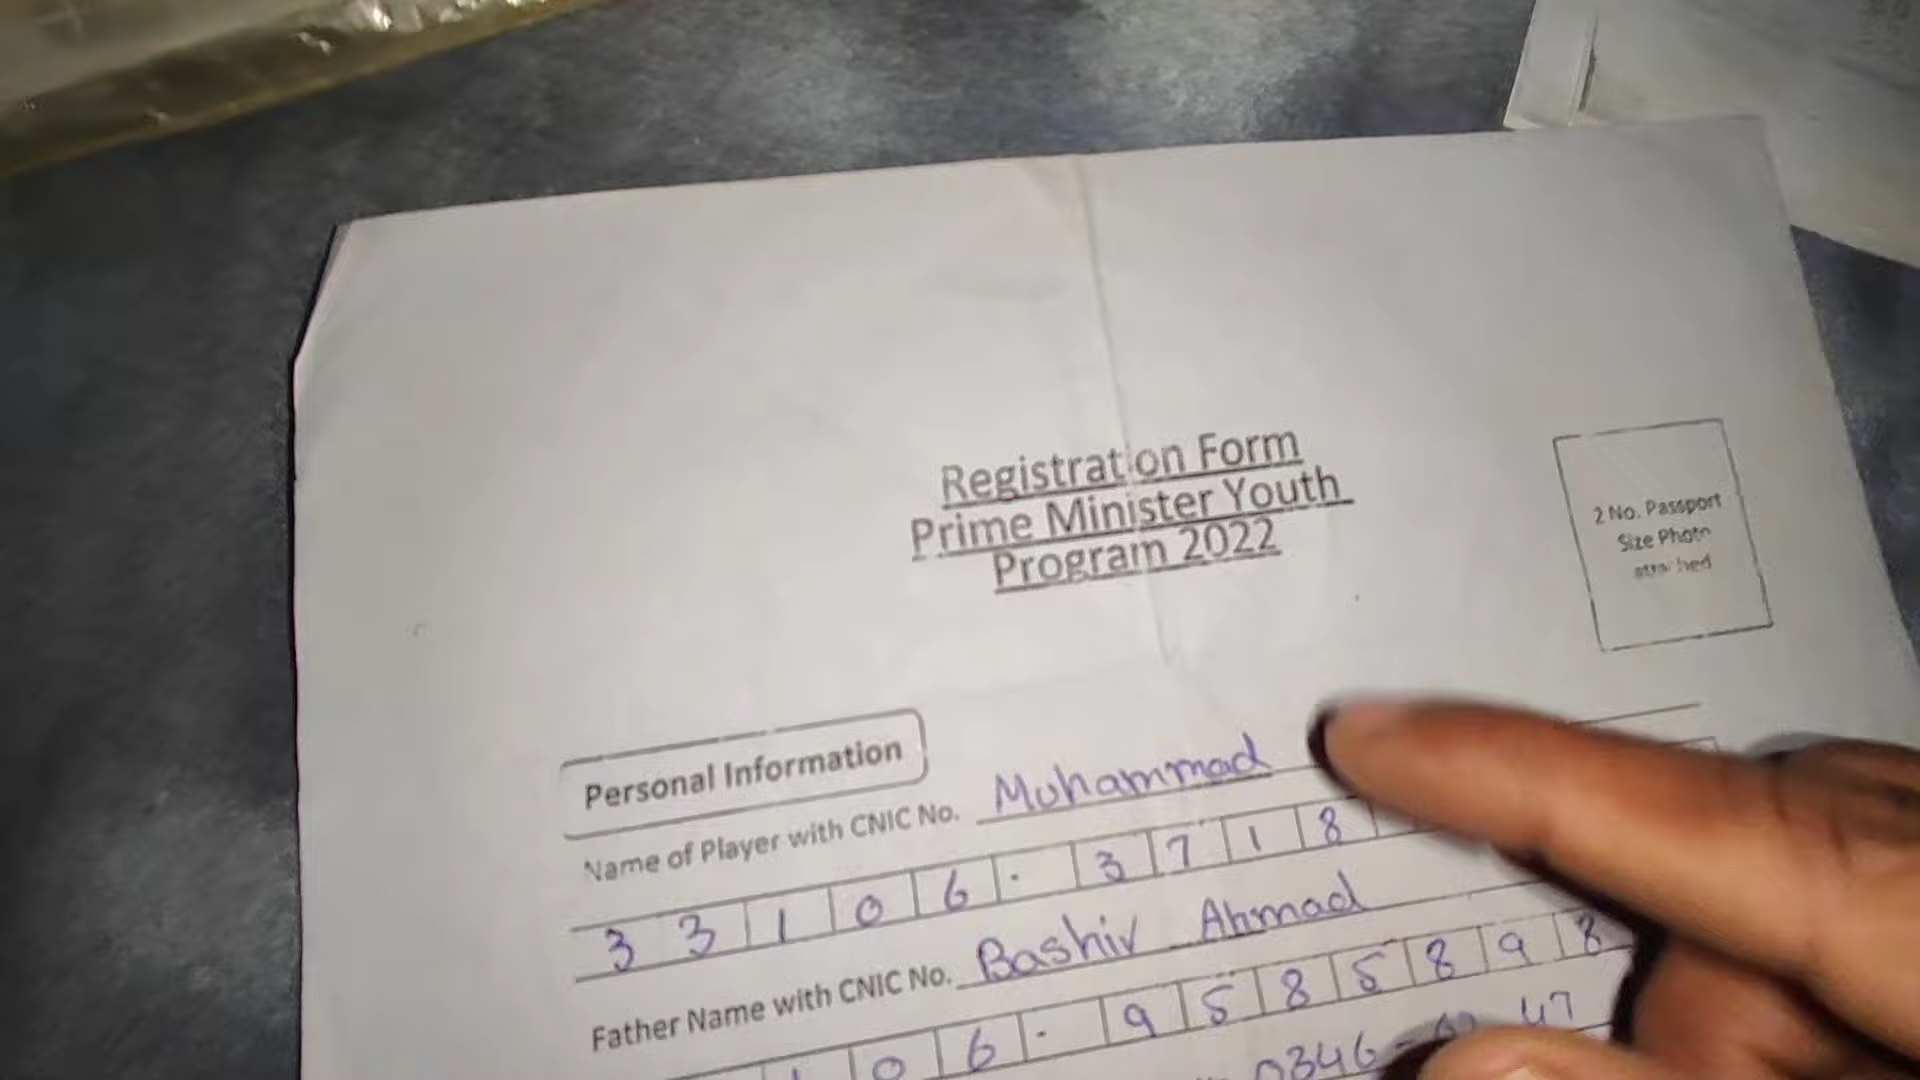 Registration Form
Prime Minister Youth
Program 2022
2 No. Passport
Size Photo
attached
Personal Information
Name of Player with CNIC No. Muhammad
3 3 1 0 6 - 3 7 1 8
Father Name with CNIC No. Bashir Ahmad
0 6 - 9 5 8 5 8 9 8
0346- 47